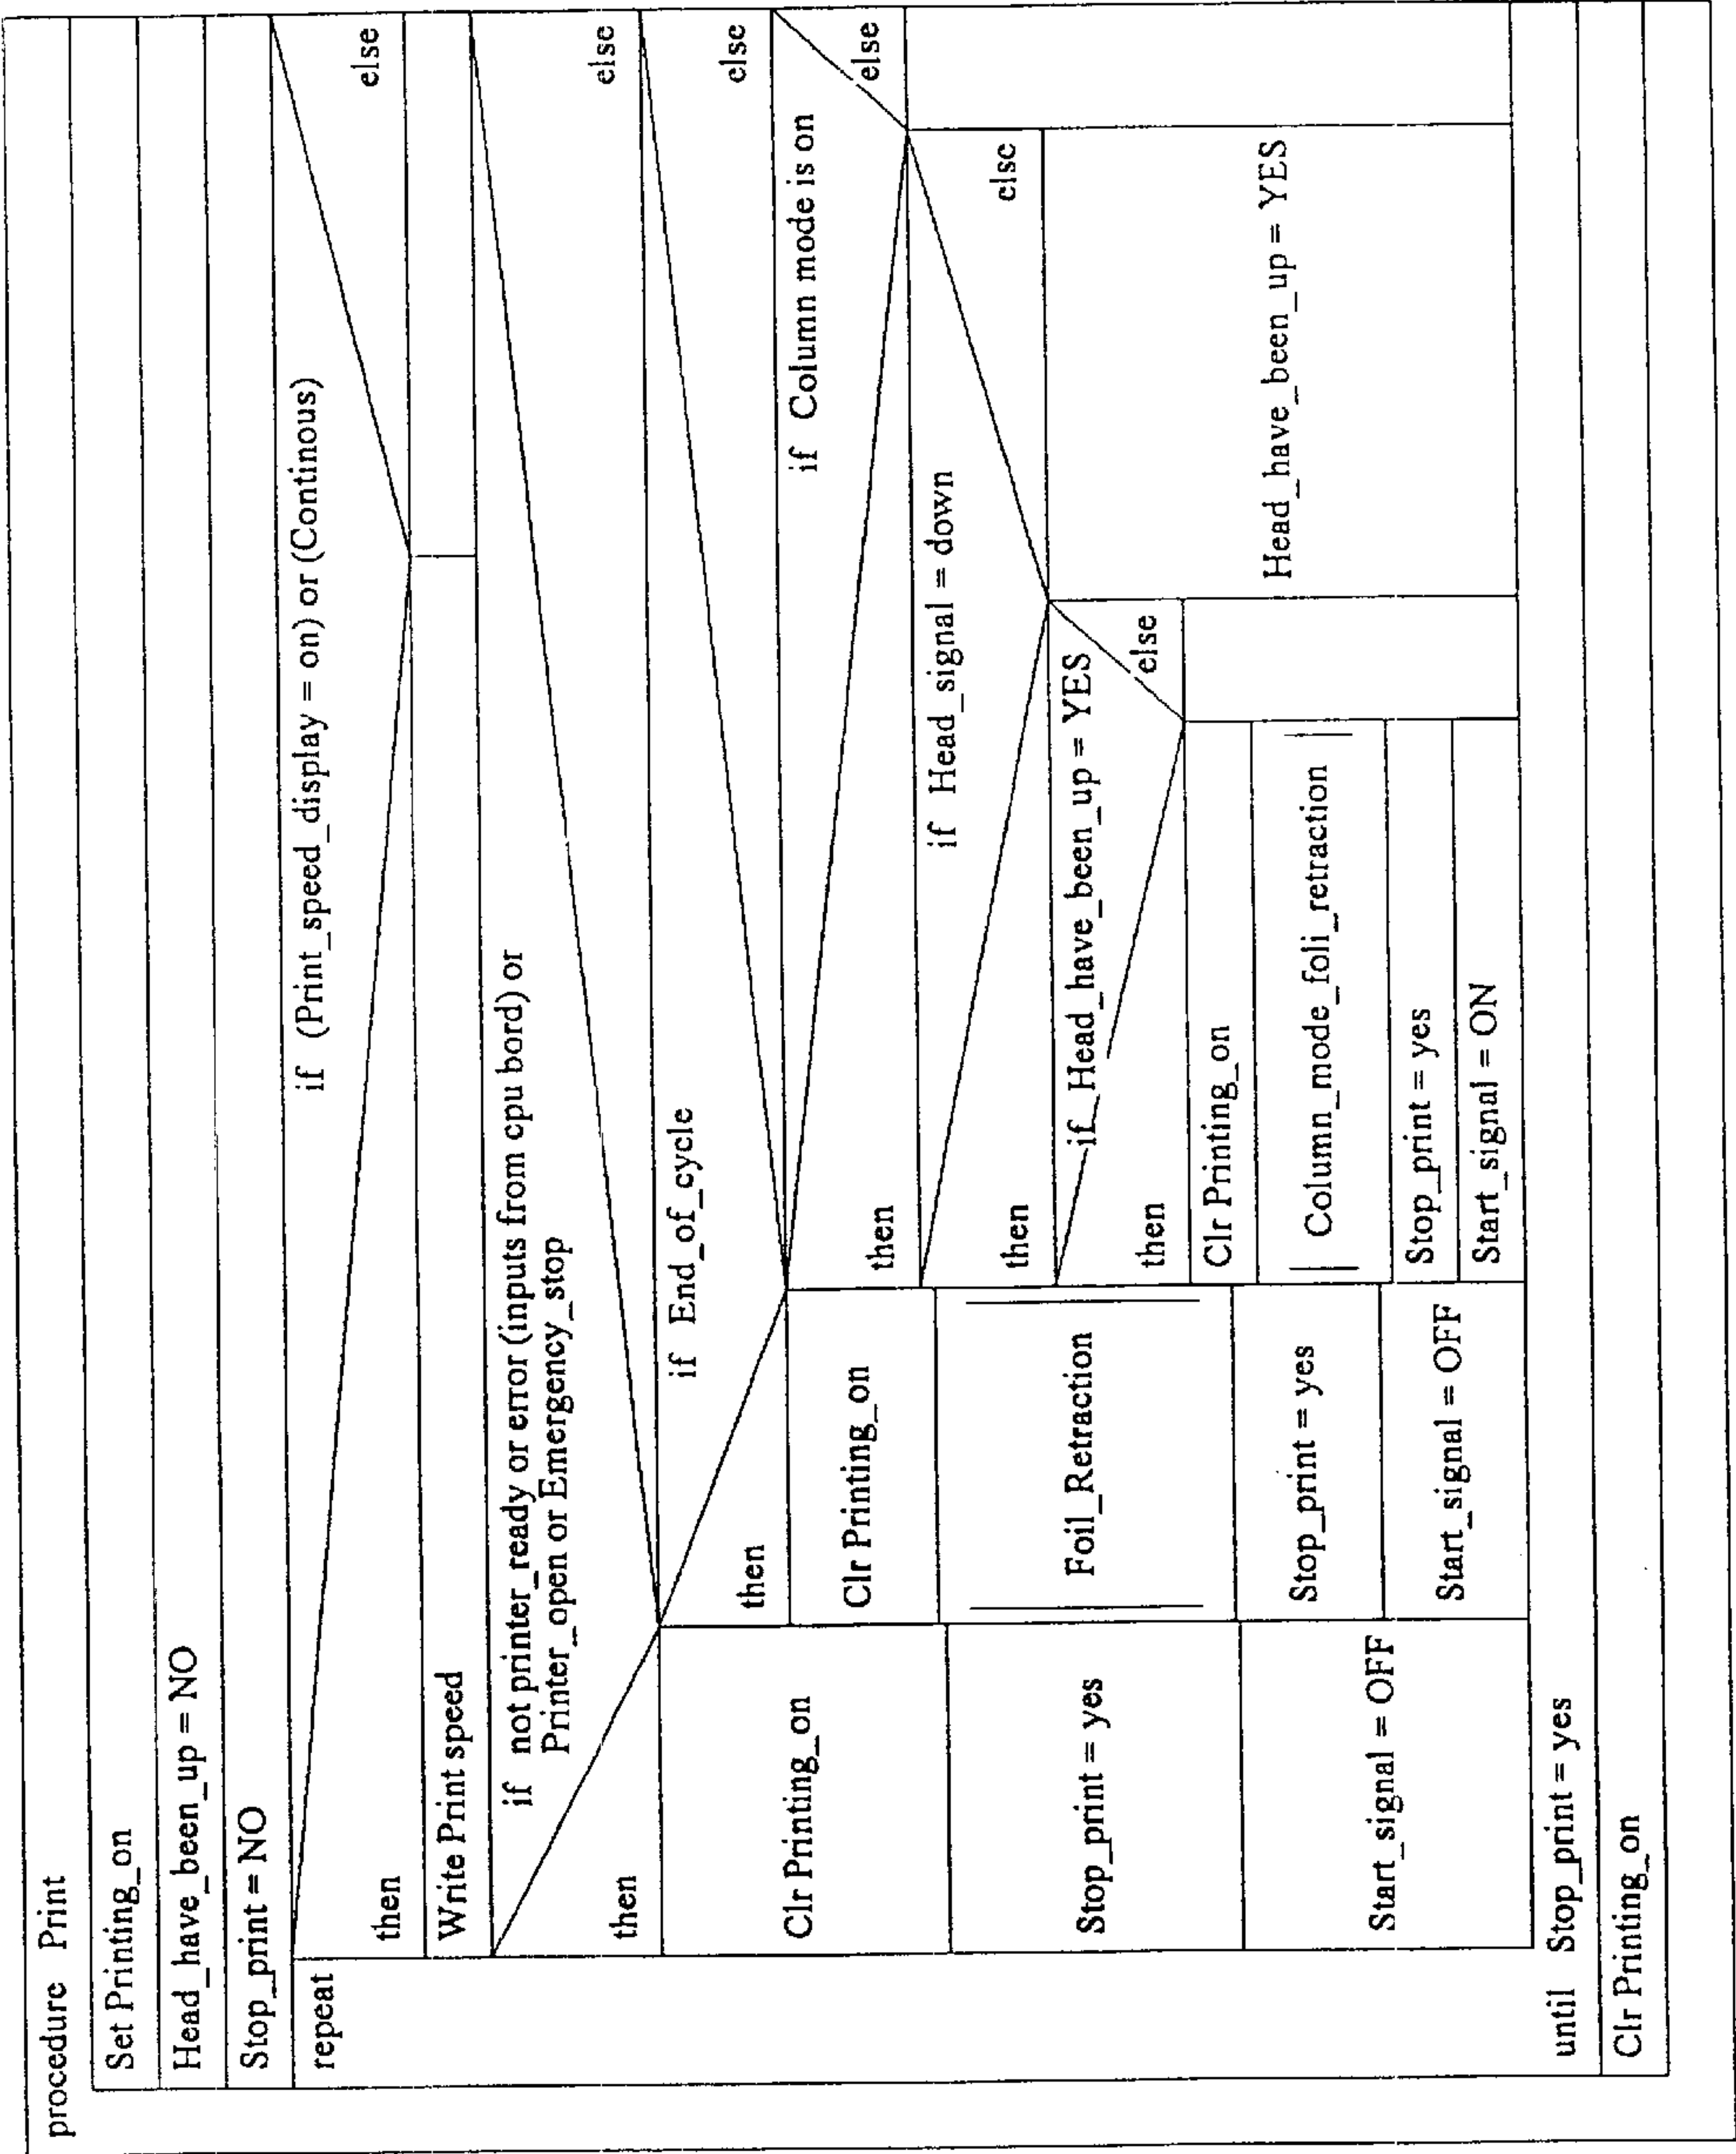 procedure Print
Set Printing_on
Head_have_been_up = NO
Stop_print = NO
repeat
if (Print_speed_display = on) or (Continous)
then
else
Write Print speed
if not printer_ready or error (inputs from cpu bord) or
Printer_open or Emergency_stop
then
else
Clr Printing_on
Stop_print = yes
Start_signal = OFF
if End_of_cycle
then
else
Clr Printing_on
Foil_Retraction
Stop_print = yes
Start_signal = OFF
if Column mode is on
then
else
if Head_signal = down
then
else
if Head_have_been_up = YES
then
else
Clr Printing_on
Column_mode_foli_retraction
Stop_print = yes
Start_signal = ON
Head_have_been_up = YES
until Stop_print = yes
Clr Printing_on